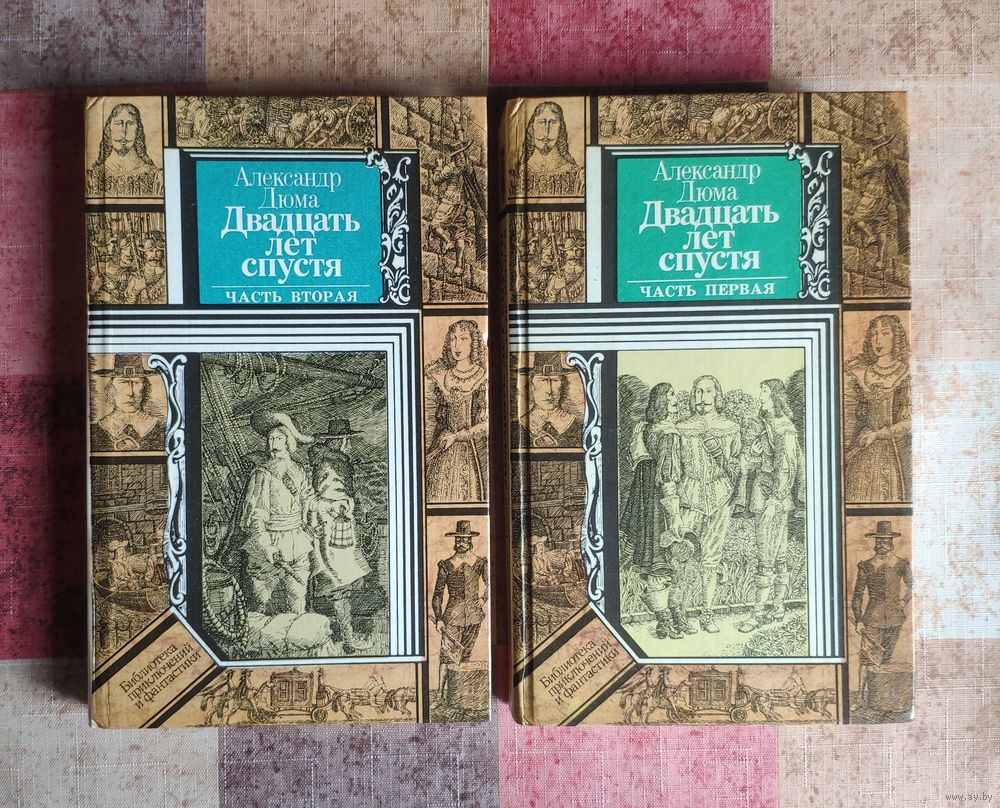 Александр
Дюма
Двадцать
лет
спустя
ЧАСТЬ ВТОРАЯ
Библиотека
приключений
и фантастики
Александр
Дюма
Двадцать
лет
спустя
ЧАСТЬ ПЕРВАЯ
Библиотека
приключений
и фантастики
www.ay.by